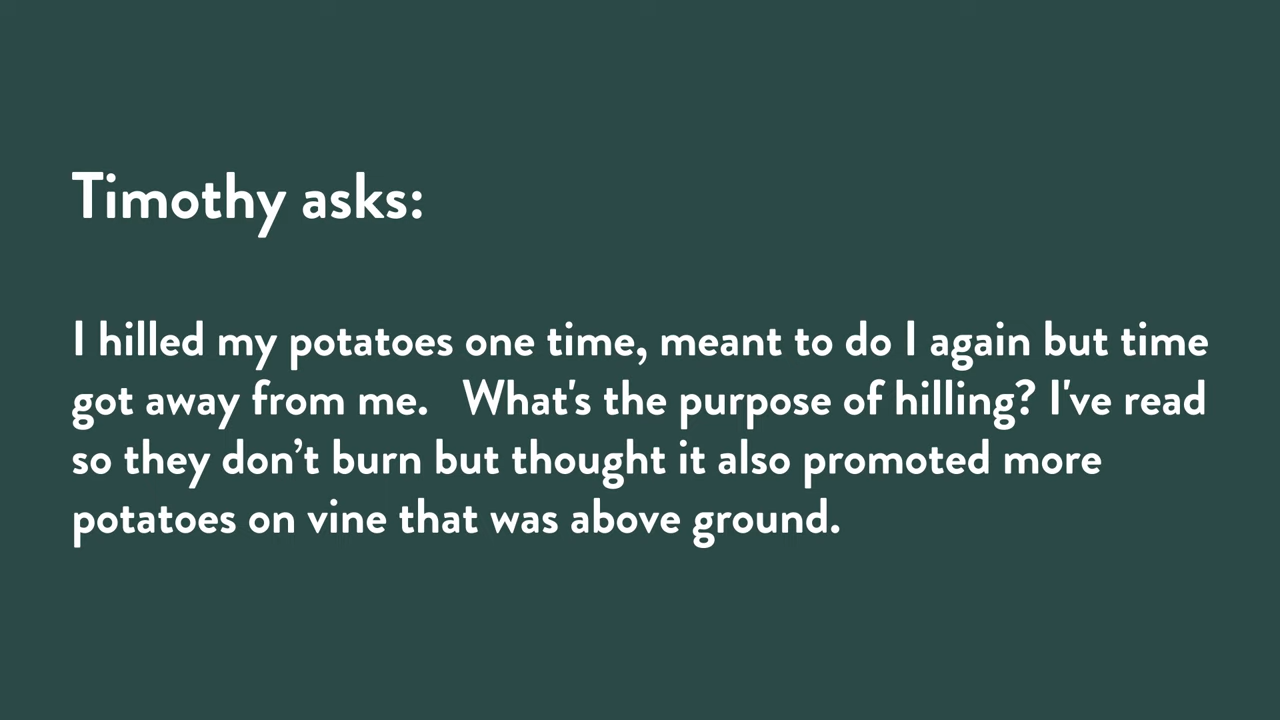 Timothy asks:
I hilled my potatoes one time, meant to do I again but time
got away from me.   What's the purpose of hilling? I've read
so they don’t burn but thought it also promoted more
potatoes on vine that was above ground.